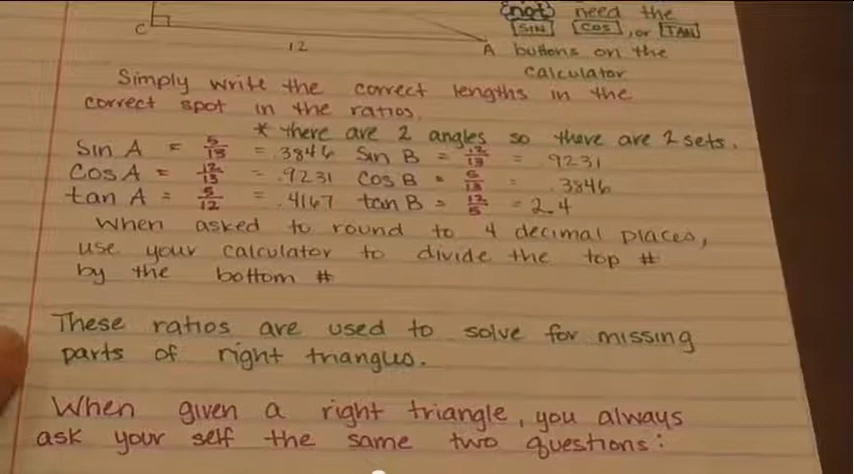 not need the
SIN COS, or TAN
C 12 A buttons on the
calculator
Simply write the correct lengths in the
correct spot in the ratios.
* there are 2 angles so there are 2 sets.
Sin A = 5/13 = .3846 Sin B = 12/13 = .9231
Cos A = 12/13 = .9231 Cos B = 5/13 = .3846
tan A = 5/12 = .4167 tan B = 12/5 = 2.4
When asked to round to 4 decimal places,
use your calculator to divide the top #
by the bottom #
These ratios are used to solve for missing
parts of right triangles.
When given a right triangle, you always
ask your self the same two questions: